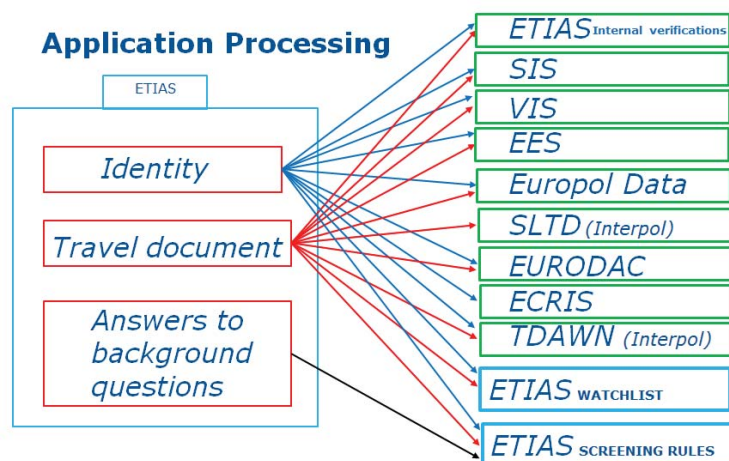 Application Processing
ETIAS
Identity
Travel document
Answers to
background
questions
ETIAS Internal verifications
SIS
VIS
EES
Europol Data
SLTD (Interpol)
EURODAC
ECRIS
TDAWN (Interpol)
ETIAS WATCHLIST
ETIAS SCREENING RULES